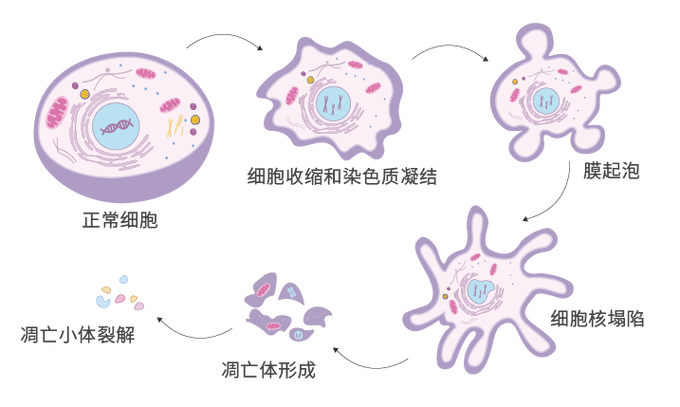 正常细胞
细胞收缩和染色质凝结
膜起泡
细胞核塌陷
凋亡体形成
凋亡小体裂解